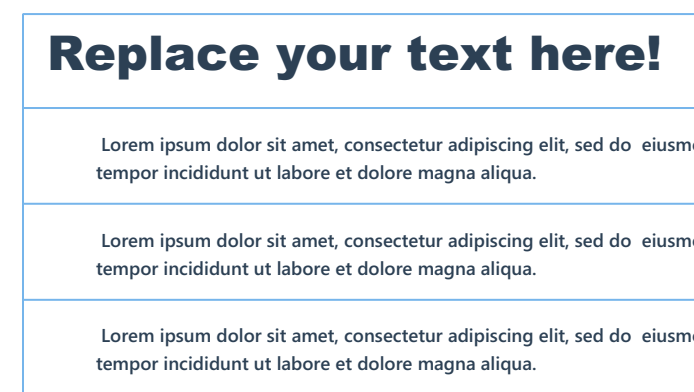 Replace your text here!
Lorem ipsum dolor sit amet, consectetur adipiscing elit, sed do eiusm
tempor incididunt ut labore et dolore magna aliqua.
Lorem ipsum dolor sit amet, consectetur adipiscing elit, sed do eiusm
tempor incididunt ut labore et dolore magna aliqua.
Lorem ipsum dolor sit amet, consectetur adipiscing elit, sed do eiusm
tempor incididunt ut labore et dolore magna aliqua.